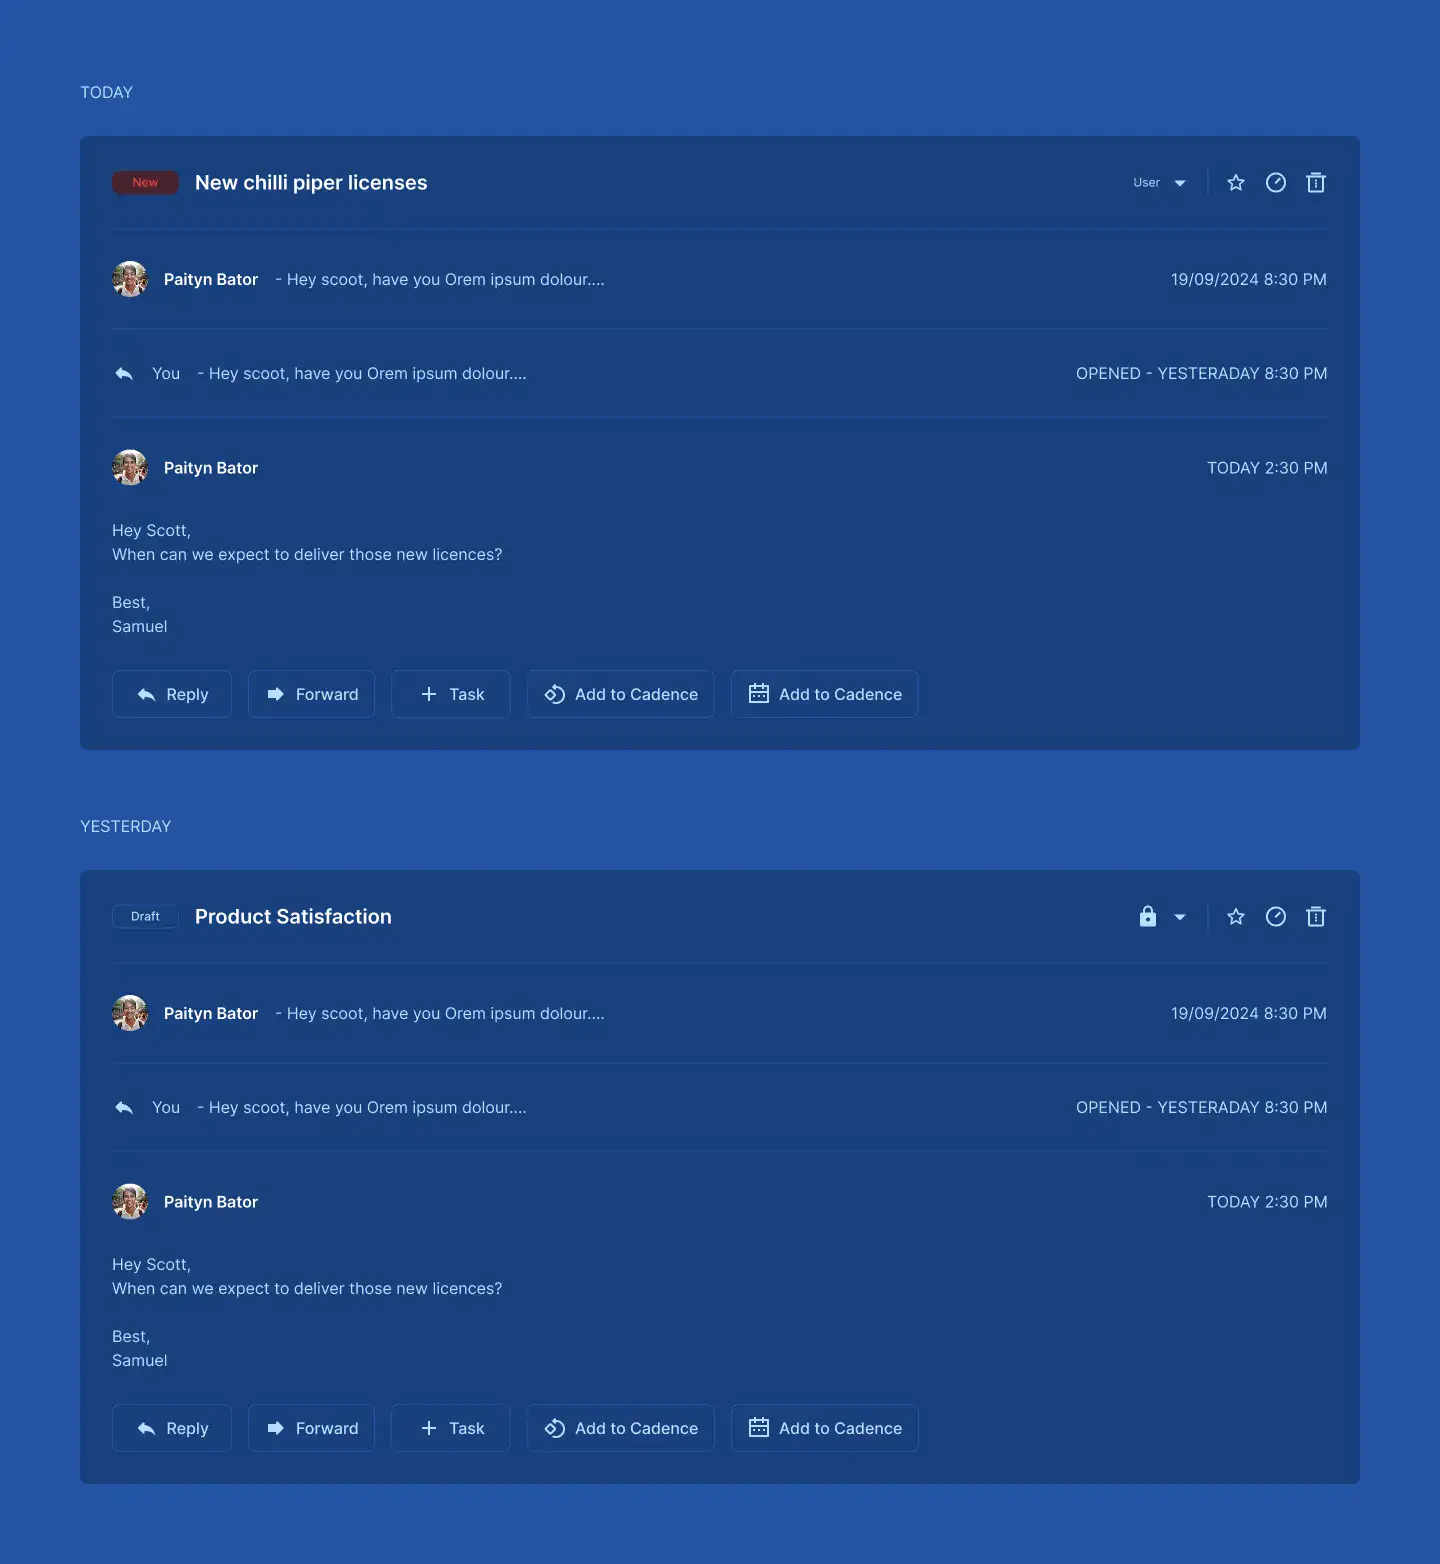 TODAY
New New chilli piper licenses User
Paityn Bator - Hey scoot, have you Orem ipsum dolour.... 19/09/2024 8:30 PM
You - Hey scoot, have you Orem ipsum dolour.... OPENED - YESTERADAY 8:30 PM
Paityn Bator TODAY 2:30 PM
Hey Scott,
When can we expect to deliver those new licences?
Best,
Samuel
Reply Forward Task Add to Cadence Add to Cadence
YESTERDAY
Draft Product Satisfaction
Paityn Bator - Hey scoot, have you Orem ipsum dolour.... 19/09/2024 8:30 PM
You - Hey scoot, have you Orem ipsum dolour.... OPENED - YESTERADAY 8:30 PM
Paityn Bator TODAY 2:30 PM
Hey Scott,
When can we expect to deliver those new licences?
Best,
Samuel
Reply Forward Task Add to Cadence Add to Cadence